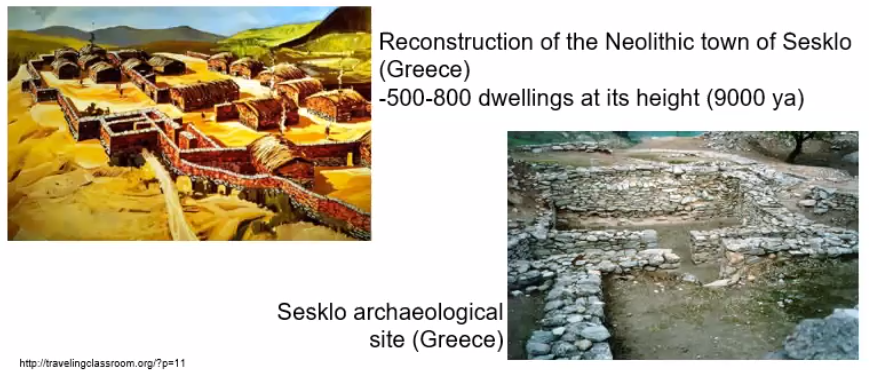 Reconstruction of the Neolithic town of Sesklo
(Greece)
-500-800 dwellings at its height (9000 ya)
Sesklo archaeological
site (Greece)
http://travelingclassroom.org/?p=11